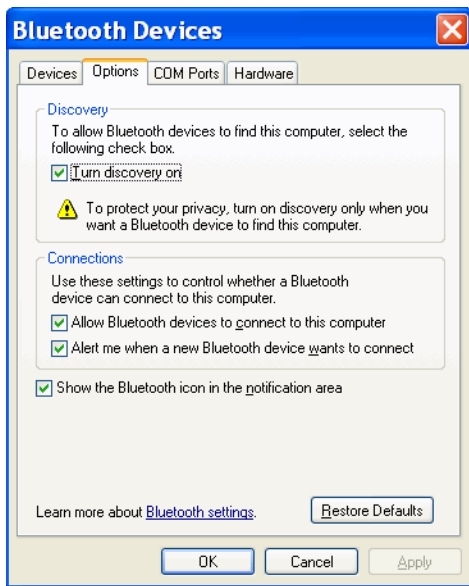 Bluetooth Devices
Devices Options COM Ports Hardware
Discovery
To allow Bluetooth devices to find this computer, select the
following check box.
Turn discovery on
To protect your privacy, turn on discovery only when you
want a Bluetooth device to find this computer.
Connections
Use these settings to control whether a Bluetooth
device can connect to this computer.
Allow Bluetooth devices to connect to this computer
Alert me when a new Bluetooth device wants to connect
Show the Bluetooth icon in the notification area
Learn more about Bluetooth settings. Restore Defaults
OK Cancel Apply